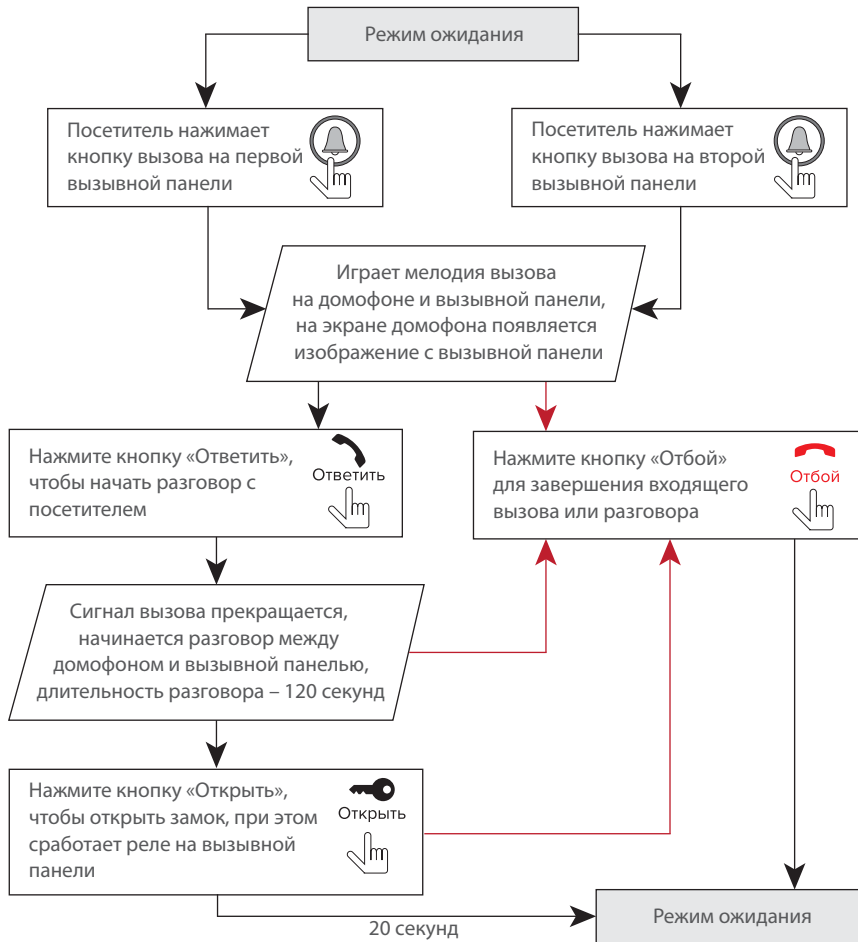 Режим ожидания
Посетитель нажимает
кнопку вызова на первой
вызывной панели
Посетитель нажимает
кнопку вызова на второй
вызывной панели
Играет мелодия вызова
на домофоне и вызывной панели,
на экране домофона появляется
изображение с вызывной панели
Нажмите кнопку «Ответить»,
чтобы начать разговор с
посетителем
Ответить
Нажмите кнопку «Отбой»
для завершения входящего
вызова или разговора
Отбой
Сигнал вызова прекращается,
начинается разговор между
домофоном и вызывной панелью,
длительность разговора – 120 секунд
Нажмите кнопку «Открыть»,
чтобы открыть замок, при этом
сработает реле на вызывной
панели
Открыть
20 секунд
Режим ожидания